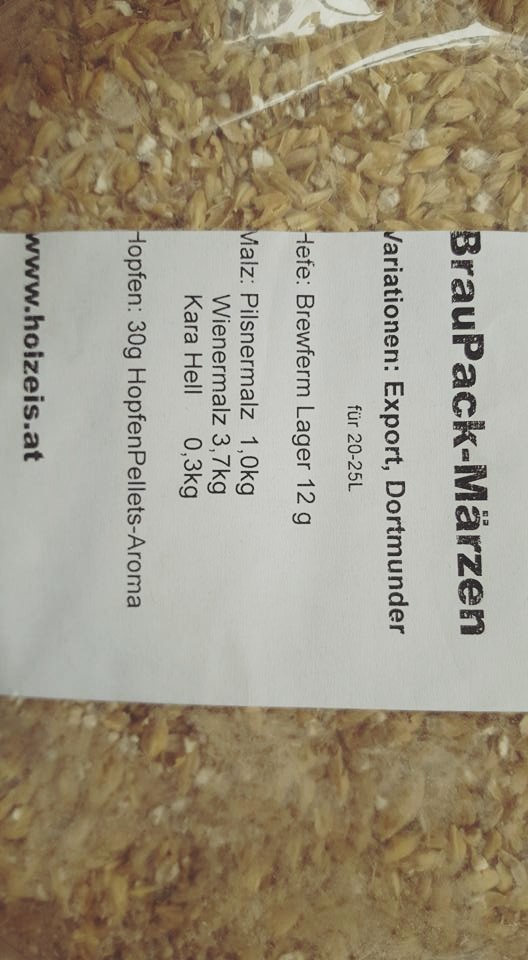 BrauPack-Märzen
Variationen: Export, Dortmunder
für 20-25L
Hefe: Brewferm Lager 12 g
Malz: Pilsnermalz 1,0kg
Wienermalz 3,7kg
Kara Hell 0,3kg
Hopfen: 30g HopfenPellets-Aroma
www.holzeis.at